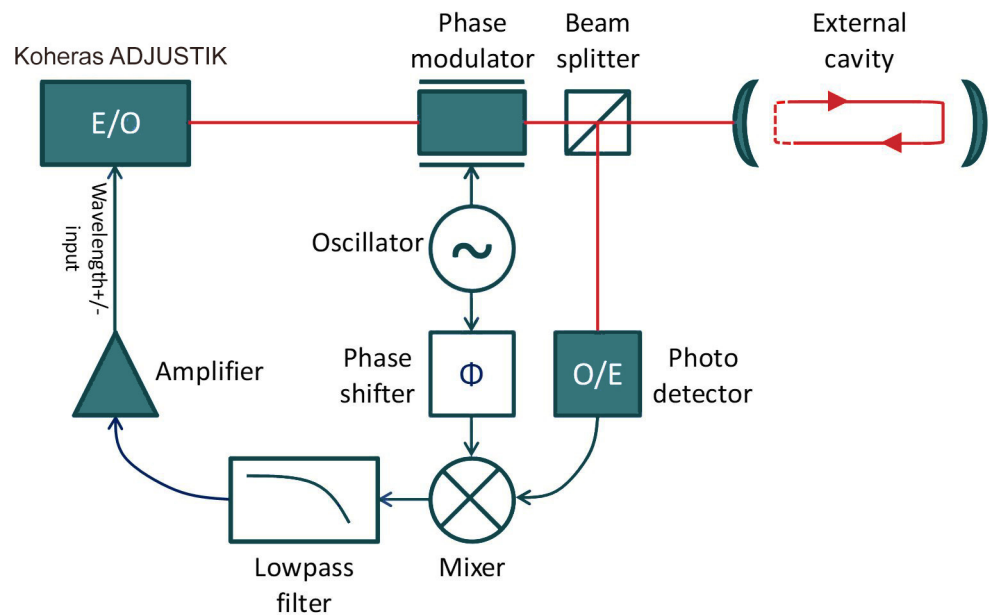 Koheras ADJUSTIK
Phase
modulator
Beam
splitter
External
cavity
E/O
Wavelength+/-
input
Oscillator
~
Amplifier
Phase
shifter
Φ
O/E
Photo
detector
Lowpass
filter
Mixer